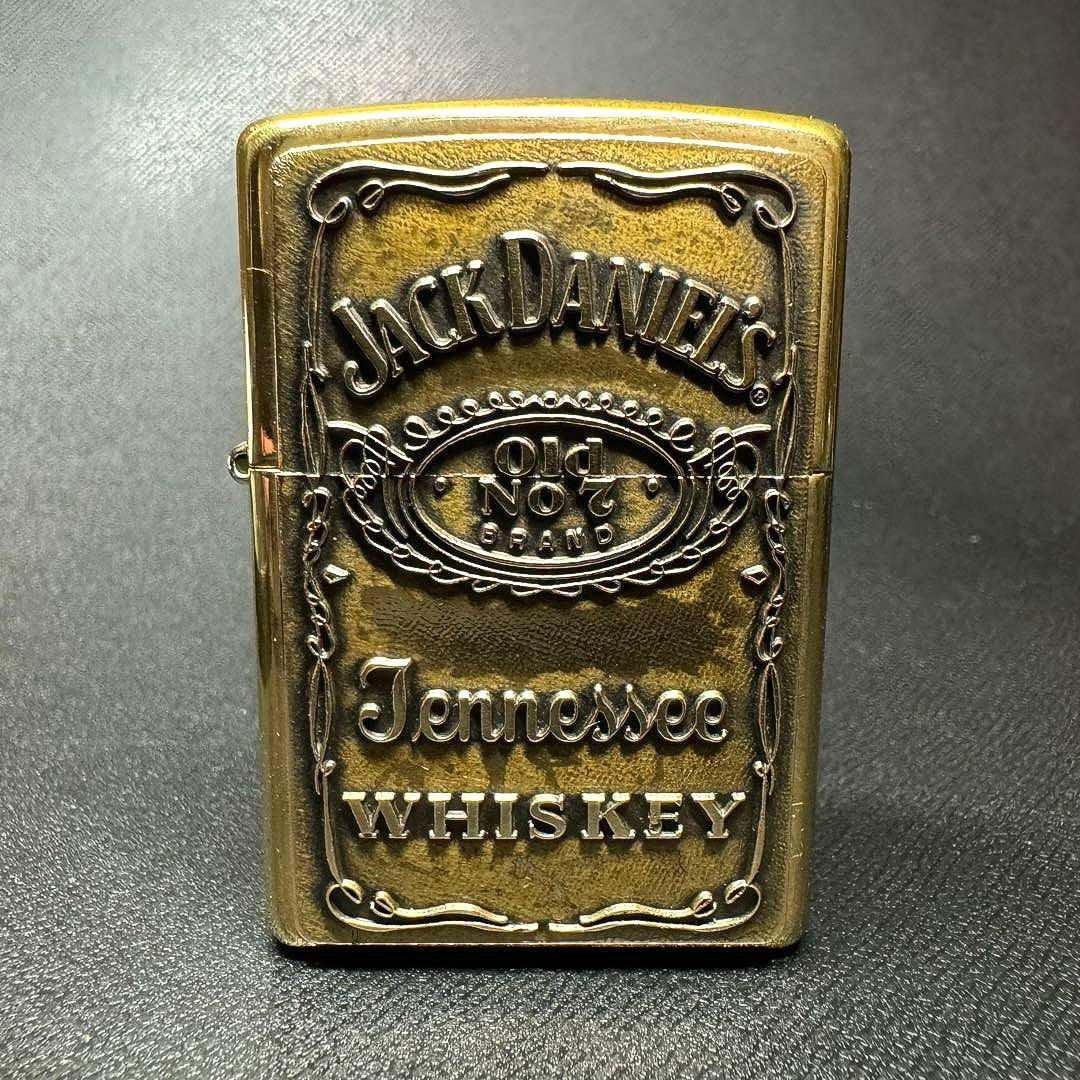 JACK DANIEL'S®
Old
NO 7
BRAND
Tennessee
WHISKEY